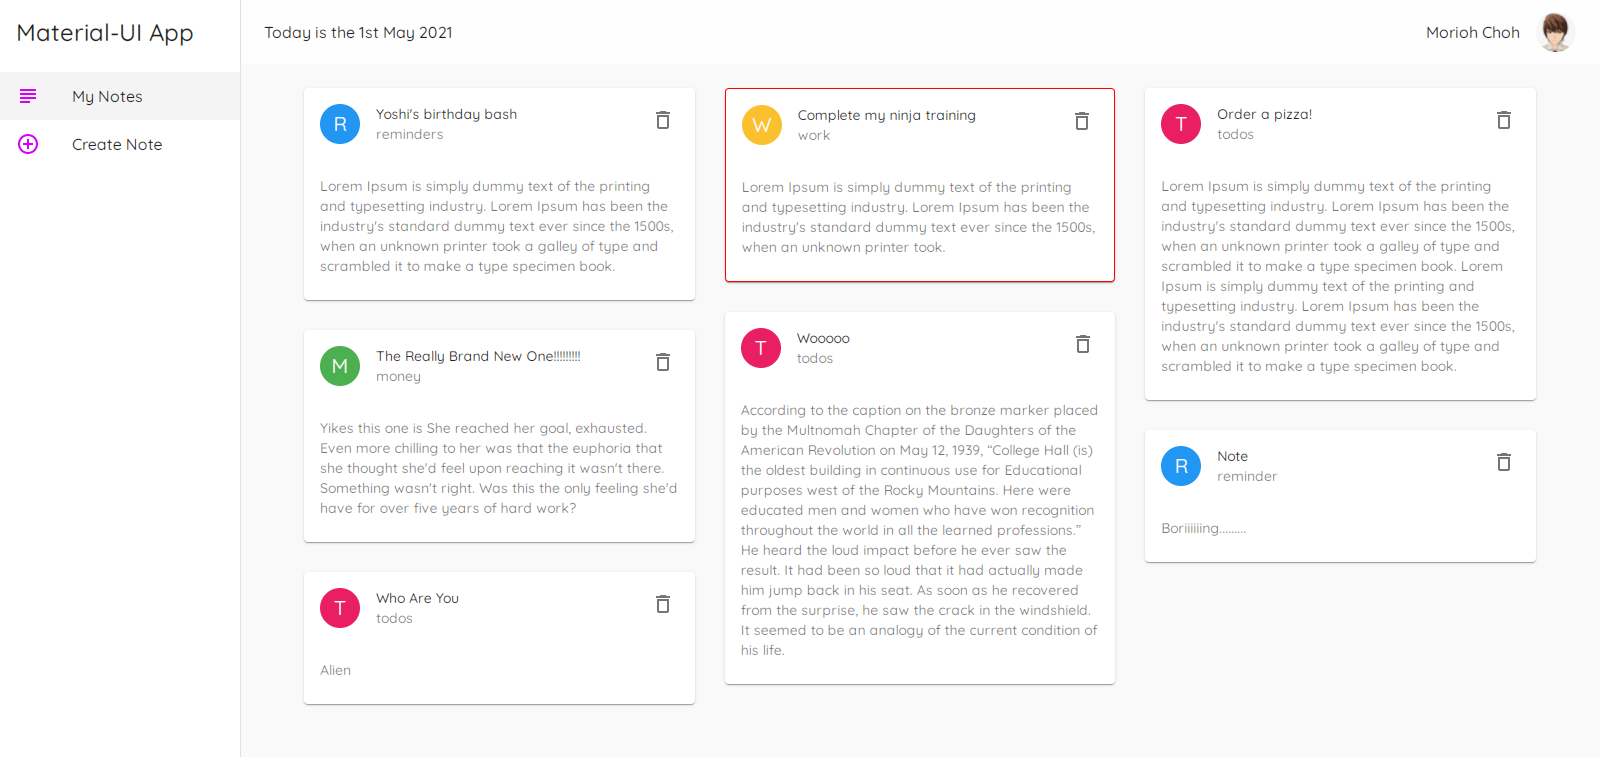 Material-UI App
My Notes
Create Note
Today is the 1st May 2021
Morioh Choh
R
Yoshi's birthday bash
reminders
Lorem Ipsum is simply dummy text of the printing
and typesetting industry. Lorem Ipsum has been the
industry's standard dummy text ever since the 1500s,
when an unknown printer took a galley of type and
scrambled it to make a type specimen book.
M
The Really Brand New One!!!!!!!!!
money
Yikes this one is She reached her goal, exhausted.
Even more chilling to her was that the euphoria that
she thought she'd feel upon reaching it wasn't there.
Something wasn't right. Was this the only feeling she'd
have for over five years of hard work?
T
Who Are You
todos
Alien
W
Complete my ninja training
work
Lorem Ipsum is simply dummy text of the printing
and typesetting industry. Lorem Ipsum has been the
industry's standard dummy text ever since the 1500s,
when an unknown printer took.
T
Wooooo
todos
According to the caption on the bronze marker placed
by the Multnomah Chapter of the Daughters of the
American Revolution on May 12, 1939, “College Hall (is)
the oldest building in continuous use for Educational
purposes west of the Rocky Mountains. Here were
educated men and women who have won recognition
throughout the world in all the learned professions.”
He heard the loud impact before he ever saw the
result. It had been so loud that it had actually made
him jump back in his seat. As soon as he recovered
from the surprise, he saw the crack in the windshield.
It seemed to be an analogy of the current condition of
his life.
T
Order a pizza!
todos
Lorem Ipsum is simply dummy text of the printing
and typesetting industry. Lorem Ipsum has been the
industry's standard dummy text ever since the 1500s,
when an unknown printer took a galley of type and
scrambled it to make a type specimen book. Lorem
Ipsum is simply dummy text of the printing and
typesetting industry. Lorem Ipsum has been the
industry's standard dummy text ever since the 1500s,
when an unknown printer took a galley of type and
scrambled it to make a type specimen book.
R
Note
reminder
Boriiiiiing.........